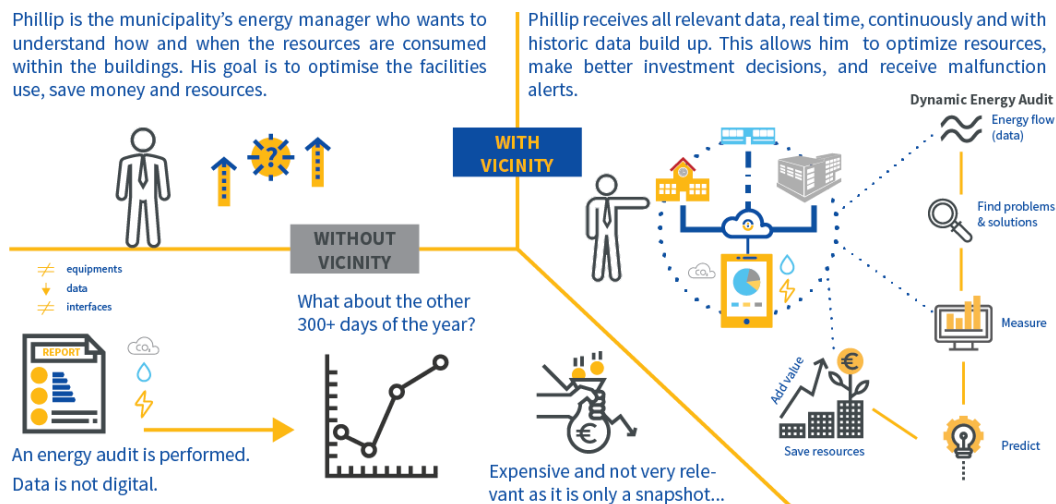 Phillip is the municipality's energy manager who wants to
understand how and when the resources are consumed
within the buildings. His goal is to optimise the facilities
use, save money and resources.
Phillip receives all relevant data, real time, continuously and with
historic data build up. This allows him to optimize resources,
make better investment decisions, and receive malfunction
alerts.
Dynamic Energy Audit
Energy flow
(data)
?
WITH
VICINITY
Find problems
& solutions
WITHOUT
VICINITY
≠ equipments
data
≠ interfaces
CO₂
What about the other
300+ days of the year?
Measure
REPORT
CO₂
€
Add value
€
Save resources
Predict
An energy audit is performed.
Data is not digital.
Expensive and not very rele-
vant as it is only a snapshot...